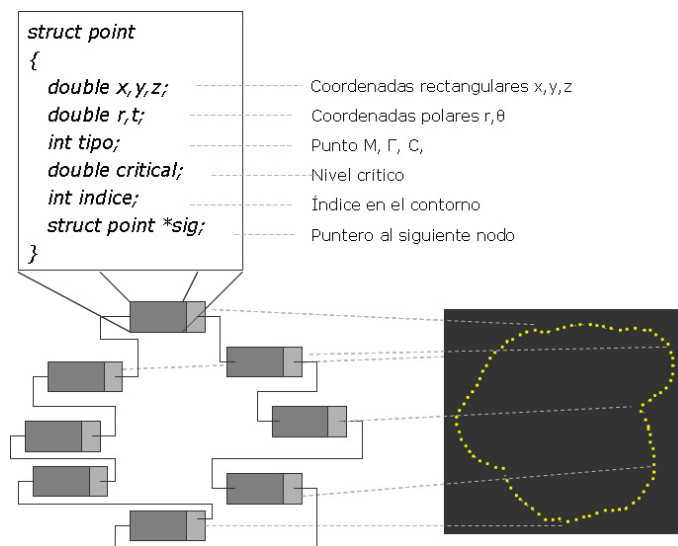 struct point
{
double x,y,z;
Coordenadas rectangulares x,y,z
double r,t;
Coordenadas polares r,θ
int tipo;
Punto M, Γ, C,
double critical;
Nivel crítico
int indice;
Índice en el contorno
struct point *sig;
Puntero al siguiente nodo
}